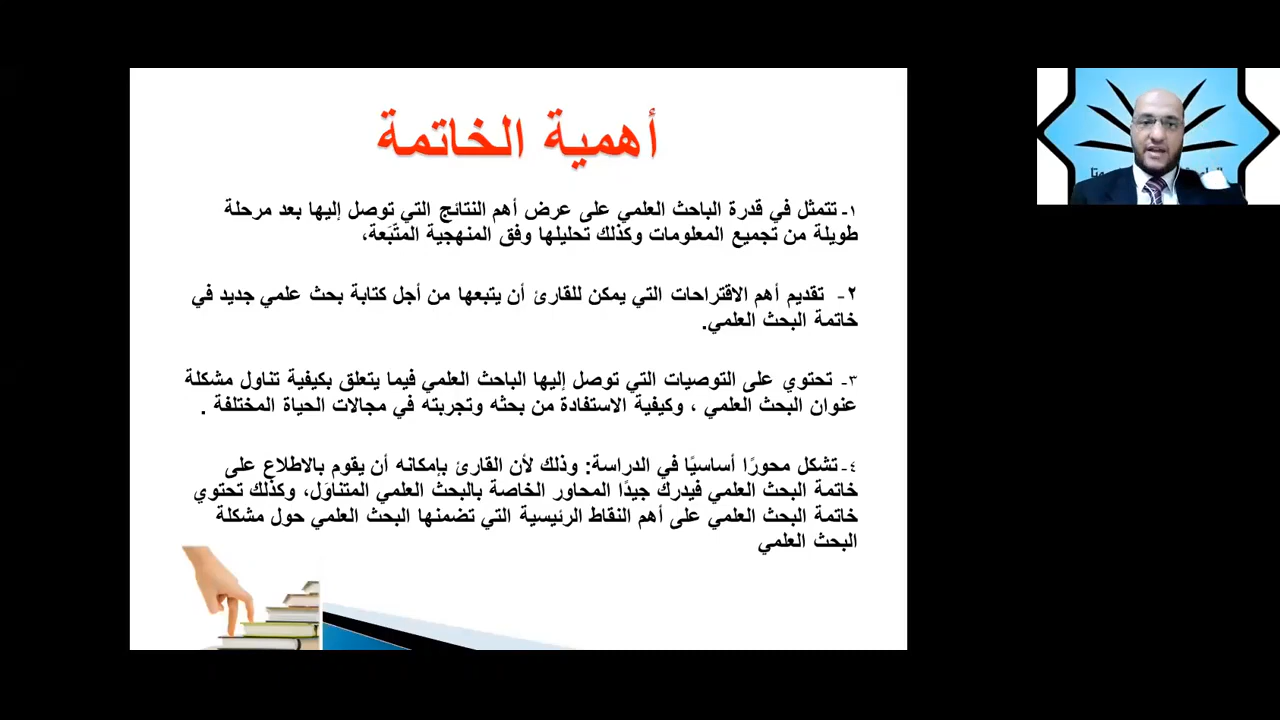 أهمية الخاتمة
١- تتمثل في قدرة الباحث العلمي على عرض أهم النتائج التي توصل إليها بعد مرحلة
طويلة من تجميع المعلومات وكذلك تحليلها وفق المنهجية المتَّبَعة،
٢- تقديم أهم الاقتراحات التي يمكن للقارئ أن يتبعها من أجل كتابة بحث علمي جديد في
خاتمة البحث العلمي.
٣- تحتوي على التوصيات التي توصل إليها الباحث العلمي فيما يتعلق بكيفية تناول مشكلة
عنوان البحث العلمي ، وكيفية الاستفادة من بحثه وتجربته في مجالات الحياة المختلفة .
٤- تشكل محورًا أساسيًا في الدراسة: وذلك لأن القارئ بإمكانه أن يقوم بالاطلاع على
خاتمة البحث العلمي فيدرك جيدًا المحاور الخاصة بالبحث العلمي المتناوَل، وكذلك تحتوي
خاتمة البحث العلمي على أهم النقاط الرئيسية التي تضمنها البحث العلمي حول مشكلة
البحث العلمي